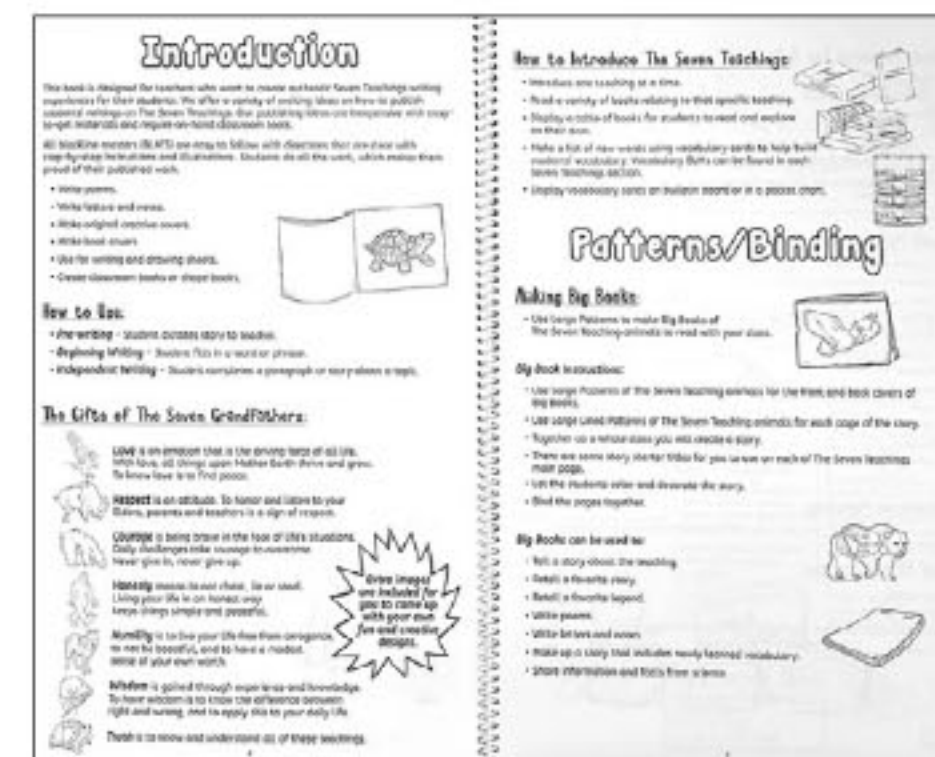 Introduction
This book is designed for teachers who want to create authentic Seven Teachings writing
experiences for their students. We offer a variety of exciting ideas on how to publish
seasonal writings on The Seven Teachings. Our publishing ideas are inexpensive with easy-
to-get materials and require on-hand classroom tools.
All blackline masters (BLM'S) are easy to follow with directions that are clear with
step-by-step instructions and illustrations. Students do all the work, which makes them
proud of their published work.
• Write poems.
• Write letters and notes.
• Make original creative covers.
• Make book covers
• Use for writing and drawing sheets.
• Create classroom books or shape books.
How to Use:
• Pre-writing - Student dictates story to teacher.
• Beginning Writing - Student fills in a word or phrase.
• Independent Writing - Student completes a paragraph or story about a topic.
The Gifts of The Seven Grandfathers:
Love is an emotion that is the driving force of all life.
With love, all things upon Mother Earth thrive and grow.
To know love is to find peace.
Respect is an attitude. To honor and listen to your
Elders, parents and teachers is a sign of respect.
Courage is being brave in the face of life's situations.
Daily challenges take courage to overcome.
Never give in, never give up.
Honesty means to not cheat, lie or steal.
Living your life in an honest way
keeps things simple and peaceful.
Humility is to live your life free from arrogance,
to not be boastful, and to have a modest
sense of your own worth.
Wisdom is gained through experience and knowledge.
To have wisdom is to know the difference between
right and wrong, and to apply this to your daily life.
Truth is to know and understand all of these teachings.
Extra images
are included for
you to come up
with your own
fun and creative
designs.
How to Introduce The Seven Teachings:
• Introduce one teaching at a time.
• Read a variety of books relating to that specific teaching.
• Display a table of books for students to read and explore
on their own.
• Make a list of new words using vocabulary cards to help build
students' vocabulary. Vocabulary BLM's can be found in each
Seven Teachings section.
• Display vocabulary cards on bulletin board or in a pocket chart.
Patterns/Binding
Making Big Books:
• Use Large Patterns to make Big Books of
The Seven Teaching animals to read with your class.
Big Book Instructions:
• Use Large Patterns of The Seven Teaching animals for the front and back covers of
Big Books.
• Use Large Lined Patterns of The Seven Teaching animals for each page of the story.
• Together as a whole class you will create a story.
• There are some story starter titles for you to use on each of The Seven Teachings
main page.
• Let the students color and decorate the story.
• Bind the pages together.
Big Books can be used to:
• Tell a story about the teaching.
• Retell a favorite story.
• Retell a favorite legend.
• Write poems
• Write letters and
• Make up a story that includes newly learned vocabulary.
• Share information and facts from science